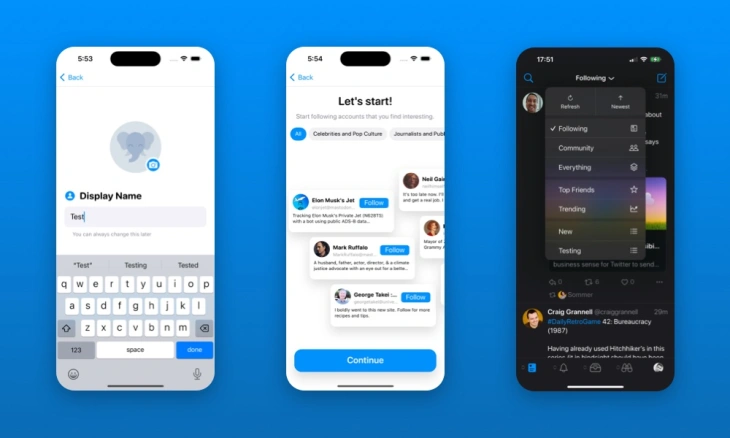 5:53
Back
Display Name
Test
You can always change this later
"Test"
Testing
Tested
q w e r t y u i o p
a s d f g h j k l
z x c v b n m
123
space
done
5:54
Back
Let's start!
Start following accounts that you find interesting.
All
Celebrities and Pop Culture
Journalists and Publ
Neil Gai
It's too late now. I'll
and get a real job. I
Elon Musk's Jet
Follow
Tracking Elon Musk's Private Jet (N628TS)
with a bot using public ADS-B data...
Mayor of
Grammy
Mark Ruffalo
Follow
A husband, father, actor, director, & a climate
justice advocate with an eye out for a bette...
George Takei :...
Follow
I boldly went to this new site. Follow for more
recipes and tips.
Continue
17:51
Following
31m
Refresh
Newest
about
Following
says
Community
Everything
Top Friends
Trending
New
Testing
business sense for Twitter to send...
0
6
0
Sommer
Craig Grannell @craiggrannell
29m
#DailyRetroGame 42: Bureaucracy
(1987)
Having already used Hitchhiker's in this